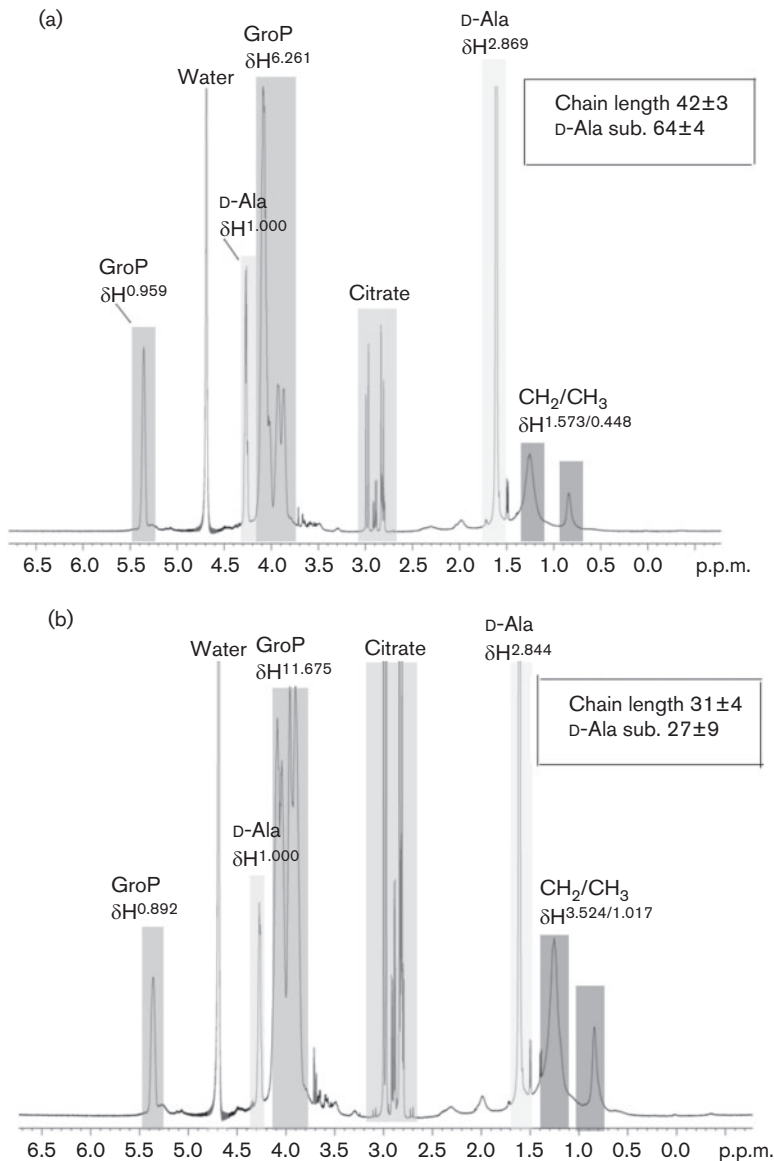 (a)
GroP
δH6.261
D-Ala
δH2.869
Water
Chain length 42±3
D-Ala sub. 64±4
D-Ala
δH1.000
GroP
δH0.959
Citrate
CH2/CH3
δH1.573/0.448
6.5 6.0 5.5 5.0 4.5 4.0 3.5 3.0 2.5 2.0 1.5 1.0 0.5 0.0 p.p.m.
(b)
Water
GroP
δH11.675
Citrate
D-Ala
δH2.844
Chain length 31±4
D-Ala sub. 27±9
D-Ala
δH1.000
GroP
δH0.892
CH2/CH3
δH3.524/1.017
6.5 6.0 5.5 5.0 4.5 4.0 3.5 3.0 2.5 2.0 1.5 1.0 0.5 0.0 p.p.m.